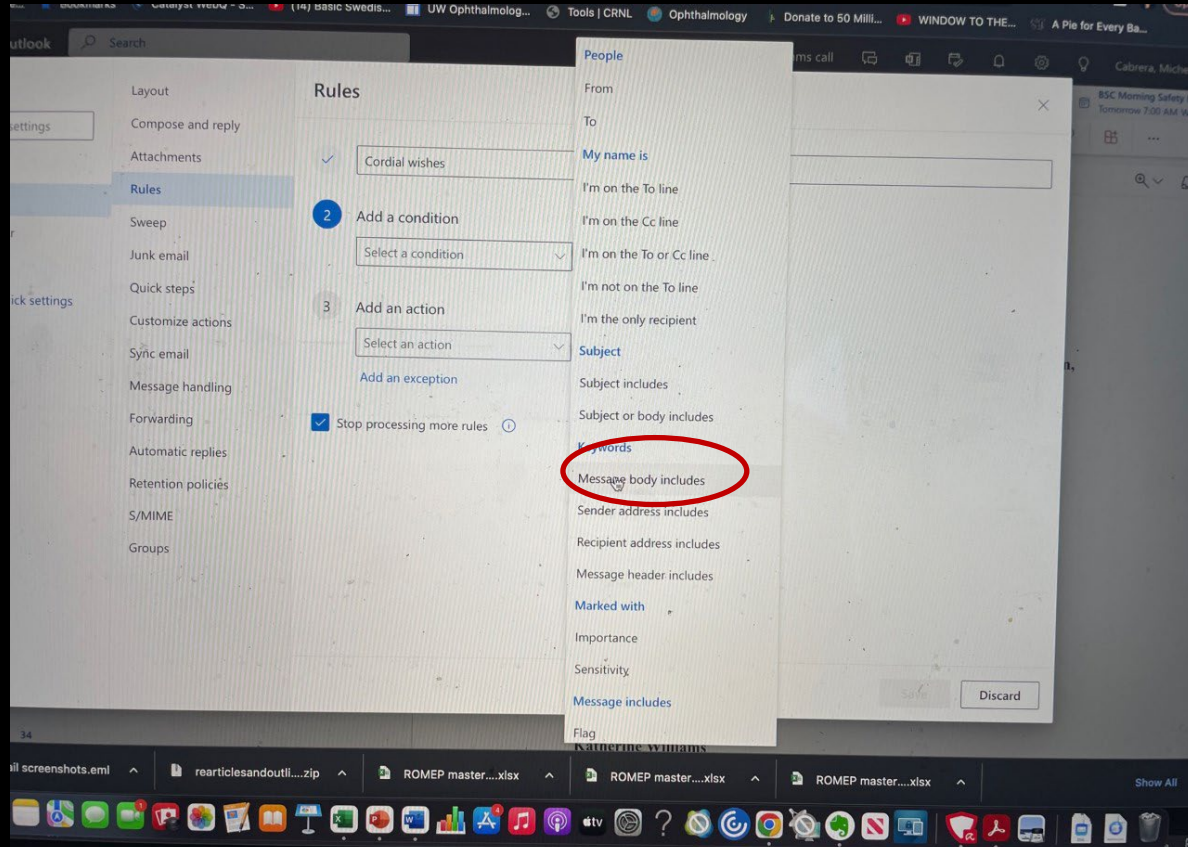 Bookmarks
Catalyst WebQ - S...
(14) Basic Swedis...
UW Ophthalmolog...
Tools | CRNL
Ophthalmology
Donate to 50 Milli...
WINDOW TO THE...
A Pie for Every Ba...
utlook
Search
ms call
Cabrera, Miche
BSC Morning Safety
Tomorrow 7:00 AM W
settings
ick settings
Layout
Compose and reply
Attachments
Rules
Sweep
Junk email
Quick steps
Customize actions
Sync email
Message handling
Forwarding
Automatic replies
Retention policies
S/MIME
Groups
Rules
Cordial wishes
2 Add a condition
Select a condition
3 Add an action
Select an action
Add an exception
Stop processing more rules
People
From
To
My name is
I'm on the To line
I'm on the Cc line
I'm on the To or Cc line
I'm not on the To line
I'm the only recipient
Subject
Subject includes
Subject or body includes
Keywords
Message body includes
Sender address includes
Recipient address includes
Message header includes
Marked with
Importance
Sensitivity
Message includes
Flag
Save
Discard
n,
34
Katherine Williams
il screenshots.eml
rearticlesandoutli....zip
ROMEP master....xlsx
ROMEP master....xlsx
ROMEP master....xlsx
Show All
tv